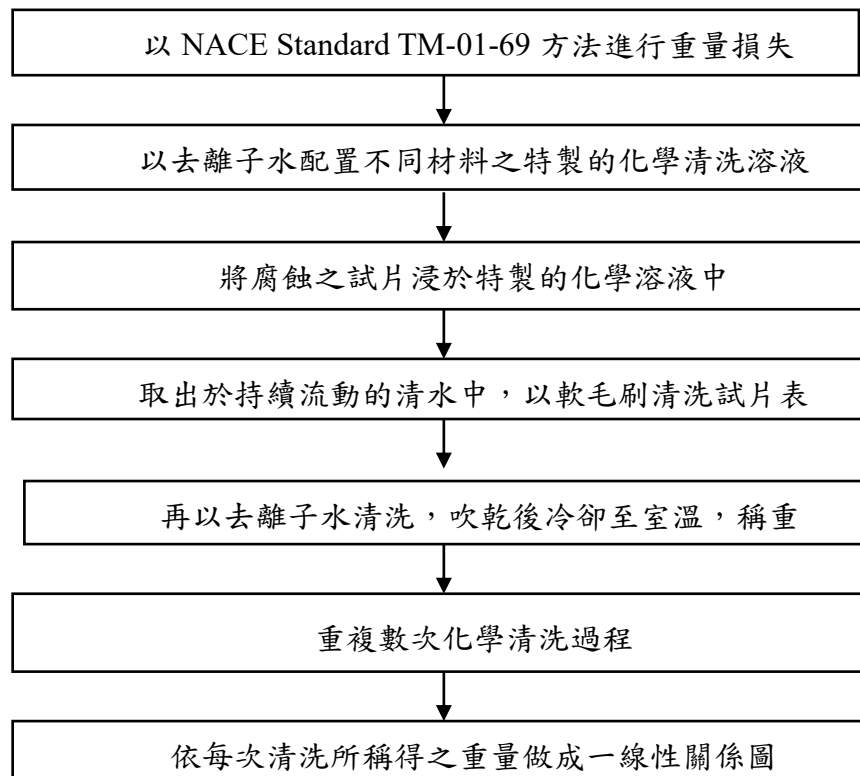 以 NACE Standard TM-01-69 方法進行重量損失
以去離子水配置不同材料之特製的化學清洗溶液
將腐蝕之試片浸於特製的化學溶液中
取出於持續流動的清水中，以軟毛刷清洗試片表
再以去離子水清洗，吹乾後冷卻至室溫，稱重
重複數次化學清洗過程
依每次清洗所稱得之重量做成一線性關係圖